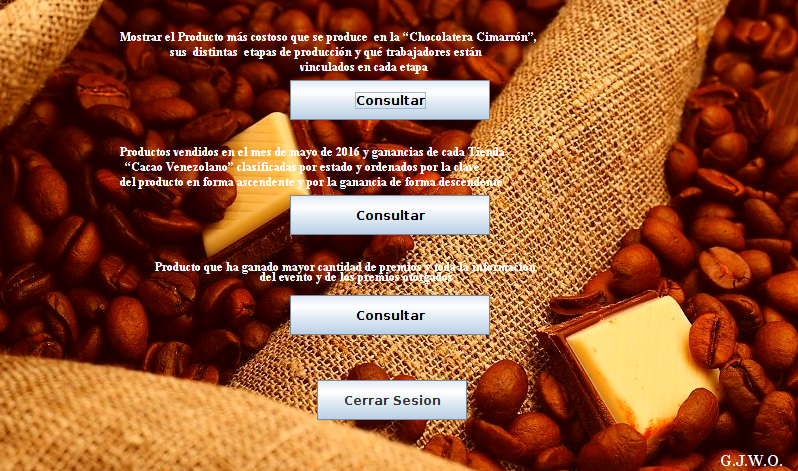 Mostrar el Producto más costoso que se produce en la “Chocolatera Cimarrón”,
sus distintas etapas de producción y qué trabajadores están
vinculados en cada etapa
Consultar
Productos vendidos en el mes de mayo de 2016 y ganancias de cada Tienda
“Cacao Venezolano” clasificadas por estado y ordenados por la clave
del producto en forma ascendente y por la ganancia de forma descendente
Consultar
Producto que ha ganado mayor cantidad de premios y toda la información
del evento y de los premios otorgados
Consultar
Cerrar Sesion
G.J.W.O.